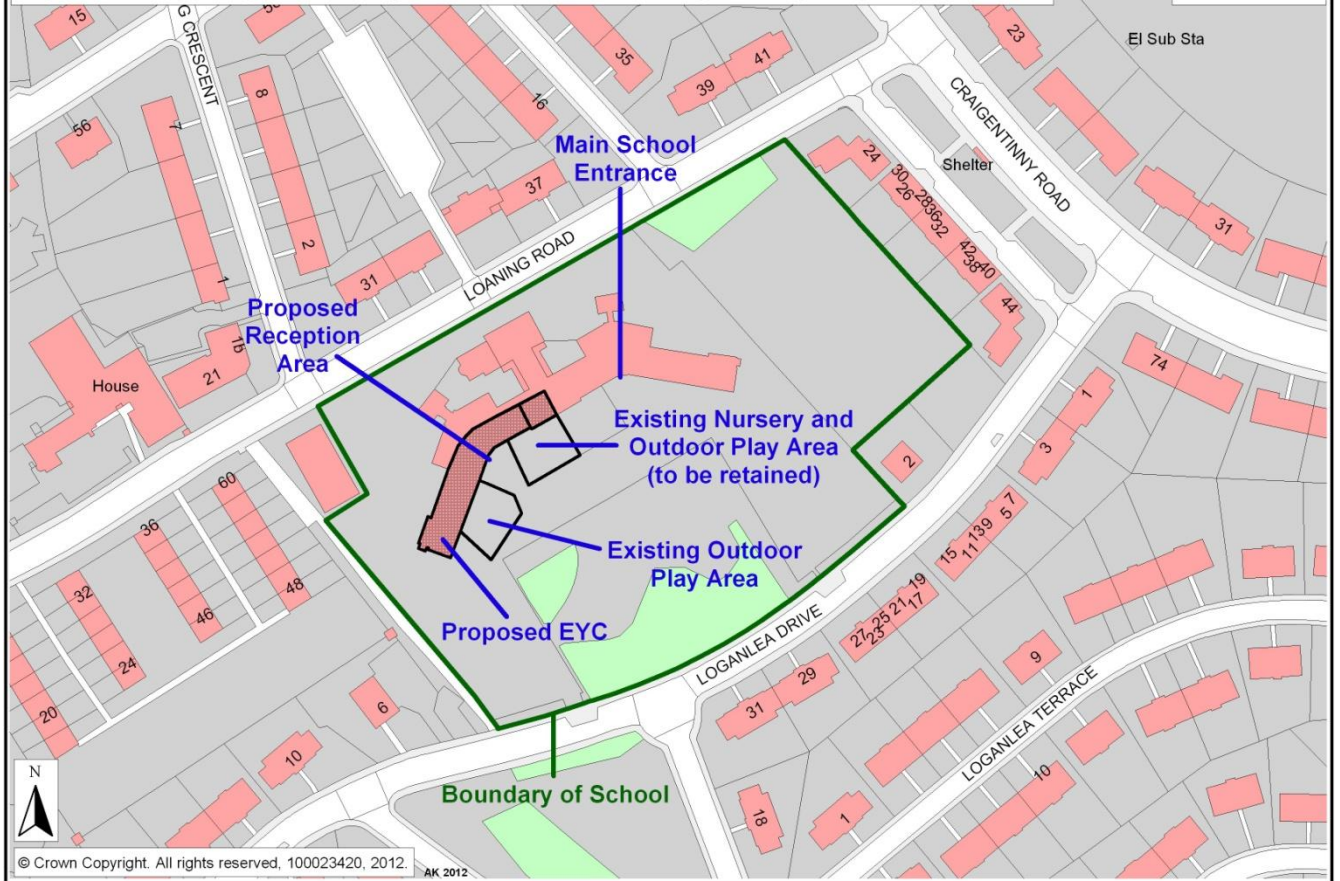 15
56
7
8
G CRESCENT
1
2
35
39
41
16
37
31
LOANING ROAD
1b
21
House
23
El Sub Sta
CRAIGENTINNY ROAD
Shelter
24
30
26
28
36
32
42
40
38
44
31
74
1
3
2
Main School
Entrance
Proposed
Reception
Area
Existing Nursery and
Outdoor Play Area
(to be retained)
Existing Outdoor
Play Area
Proposed EYC
60
36
48
46
32
24
20
6
10
7
5
9
13
11
15
19
17
21
25
23
27
29
31
LOGANLEA DRIVE
9
LOGANLEA TERRACE
10
18
1
Boundary of School
N
© Crown Copyright. All rights reserved, 100023420, 2012.
AK 2012